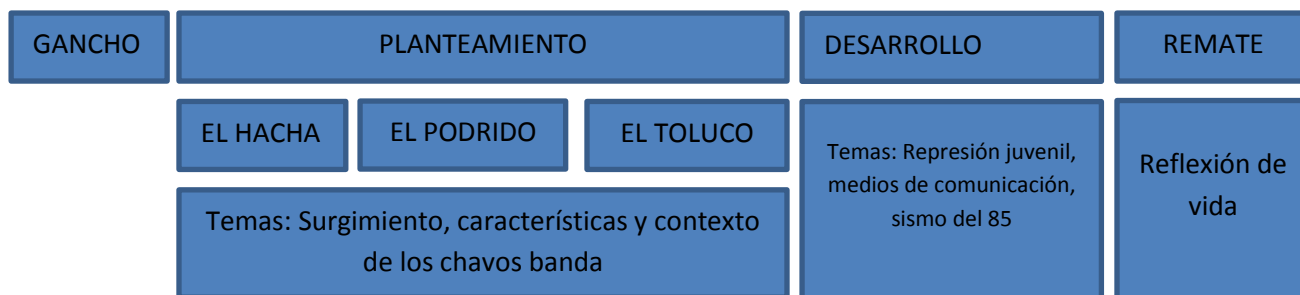 GANCHO
PLANTEAMIENTO
DESARROLLO
REMATE
EL HACHA
EL PODRIDO
EL TOLUCO
Temas: Surgimiento, características y contexto
de los chavos banda
Temas: Represión juvenil,
medios de comunicación,
sismo del 85
Reflexión de
vida